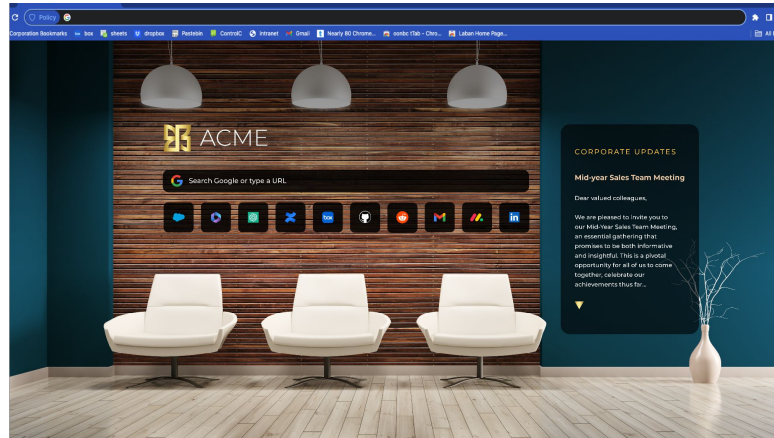 Policy
Corporation Bookmarks box sheets dropbox Pastebin ControlC intranet Gmail Nearly 80 Chrome... oonbc tTab - Chro... Laban Home Page... All
ACME
Search Google or type a URL
box
in
CORPORATE UPDATES
Mid-year Sales Team Meeting
Dear valued colleagues,
We are pleased to invite you to
our Mid-Year Sales Team Meeting,
an essential gathering that
promises to be both informative
and insightful. This is a pivotal
opportunity for all of us to come
together, celebrate our
achievements thus far...